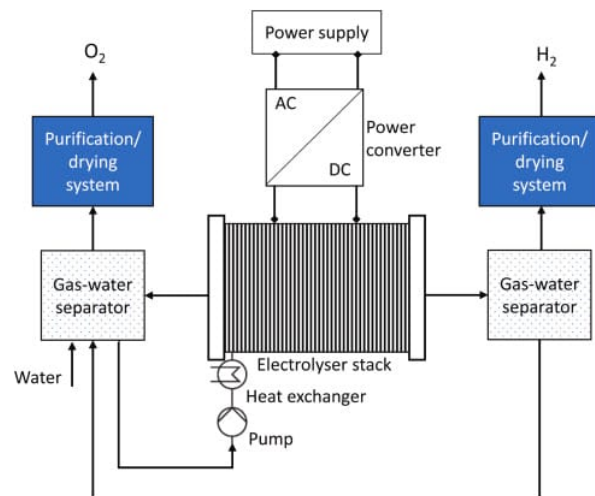 Power supply
O₂
H₂
AC
DC
Power
converter
Purification/
drying
system
Purification/
drying
system
Gas-water
separator
Gas-water
separator
Water
Electrolyser stack
Heat exchanger
Pump